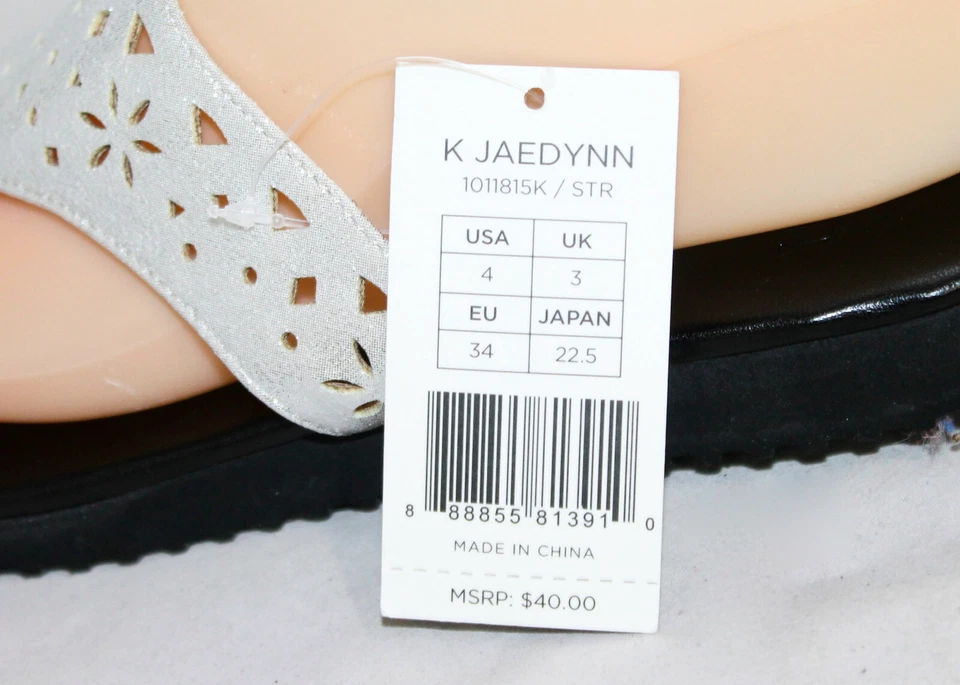 K JAEDYNN
1011815K / STR
USA UK
4 3
EU JAPAN
34 22.5
8 88855 81391 0
MADE IN CHINA
MSRP: $40.00